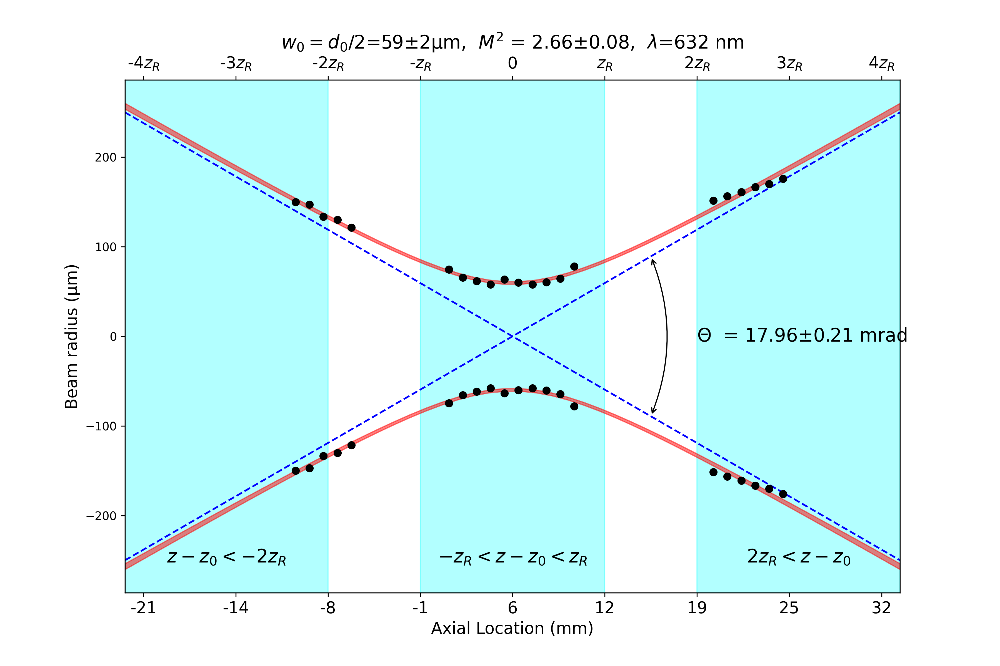 w₀ = d₀/2=59±2µm, M² = 2.66±0.08, λ=632 nm
-4z_R -3z_R -2z_R -z_R 0 z_R 2z_R 3z_R 4z_R
200
100
0
−100
−200
Beam radius (µm)
Θ = 17.96±0.21 mrad
z − z₀ < −2z_R
−z_R < z − z₀ < z_R
2z_R < z − z₀
-21 -14 -8 -1 6 12 19 25 32
Axial Location (mm)